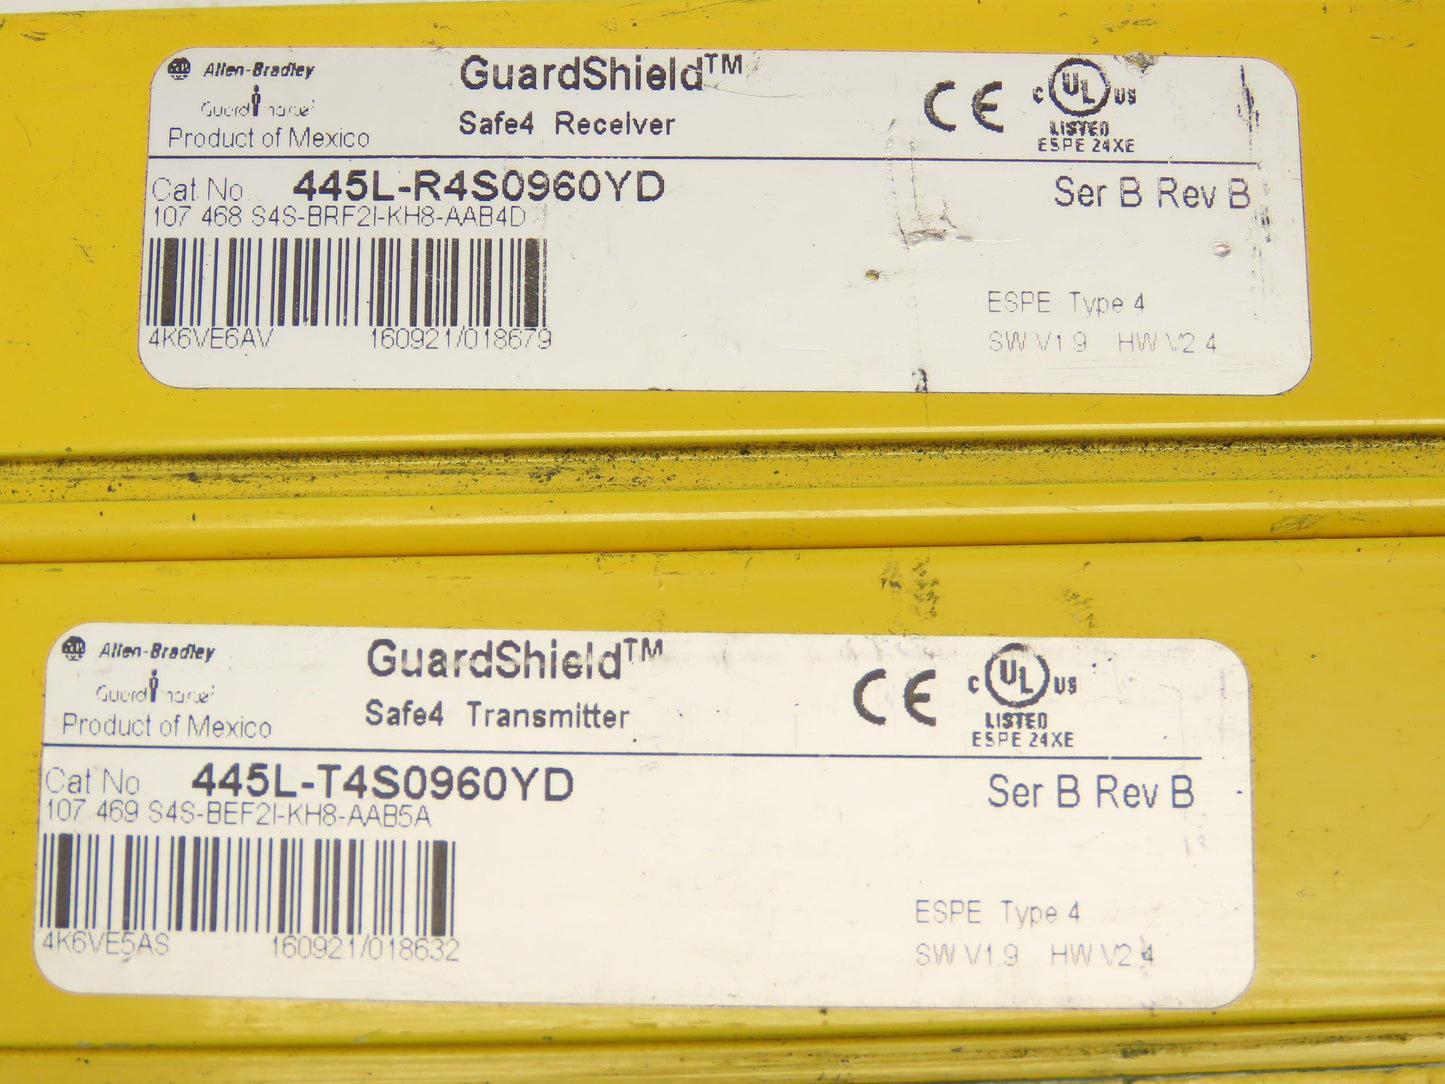 Allen-Bradley
GuardShield™
Safe4 Receiver
Guard
Product of Mexico
CE
C UL US
LISTED
ESPE 24XE
Cat No 445L-R4S0960YD
Ser B Rev B
107 468 S4S-BRF2I-KH8-AAB4D
4K6VE6AV 160921/018679
ESPE Type 4
SW V1.9 HW V2.4
Allen-Bradley
GuardShield™
Safe4 Transmitter
Guard
Product of Mexico
CE
C UL US
LISTED
ESPE 24XE
Cat No 445L-T4S0960YD
Ser B Rev B
107 469 S4S-BEF2I-KH8-AAB5A
4K6VE5AS 160921/018632
ESPE Type 4
SW V1.9 HW V2.4